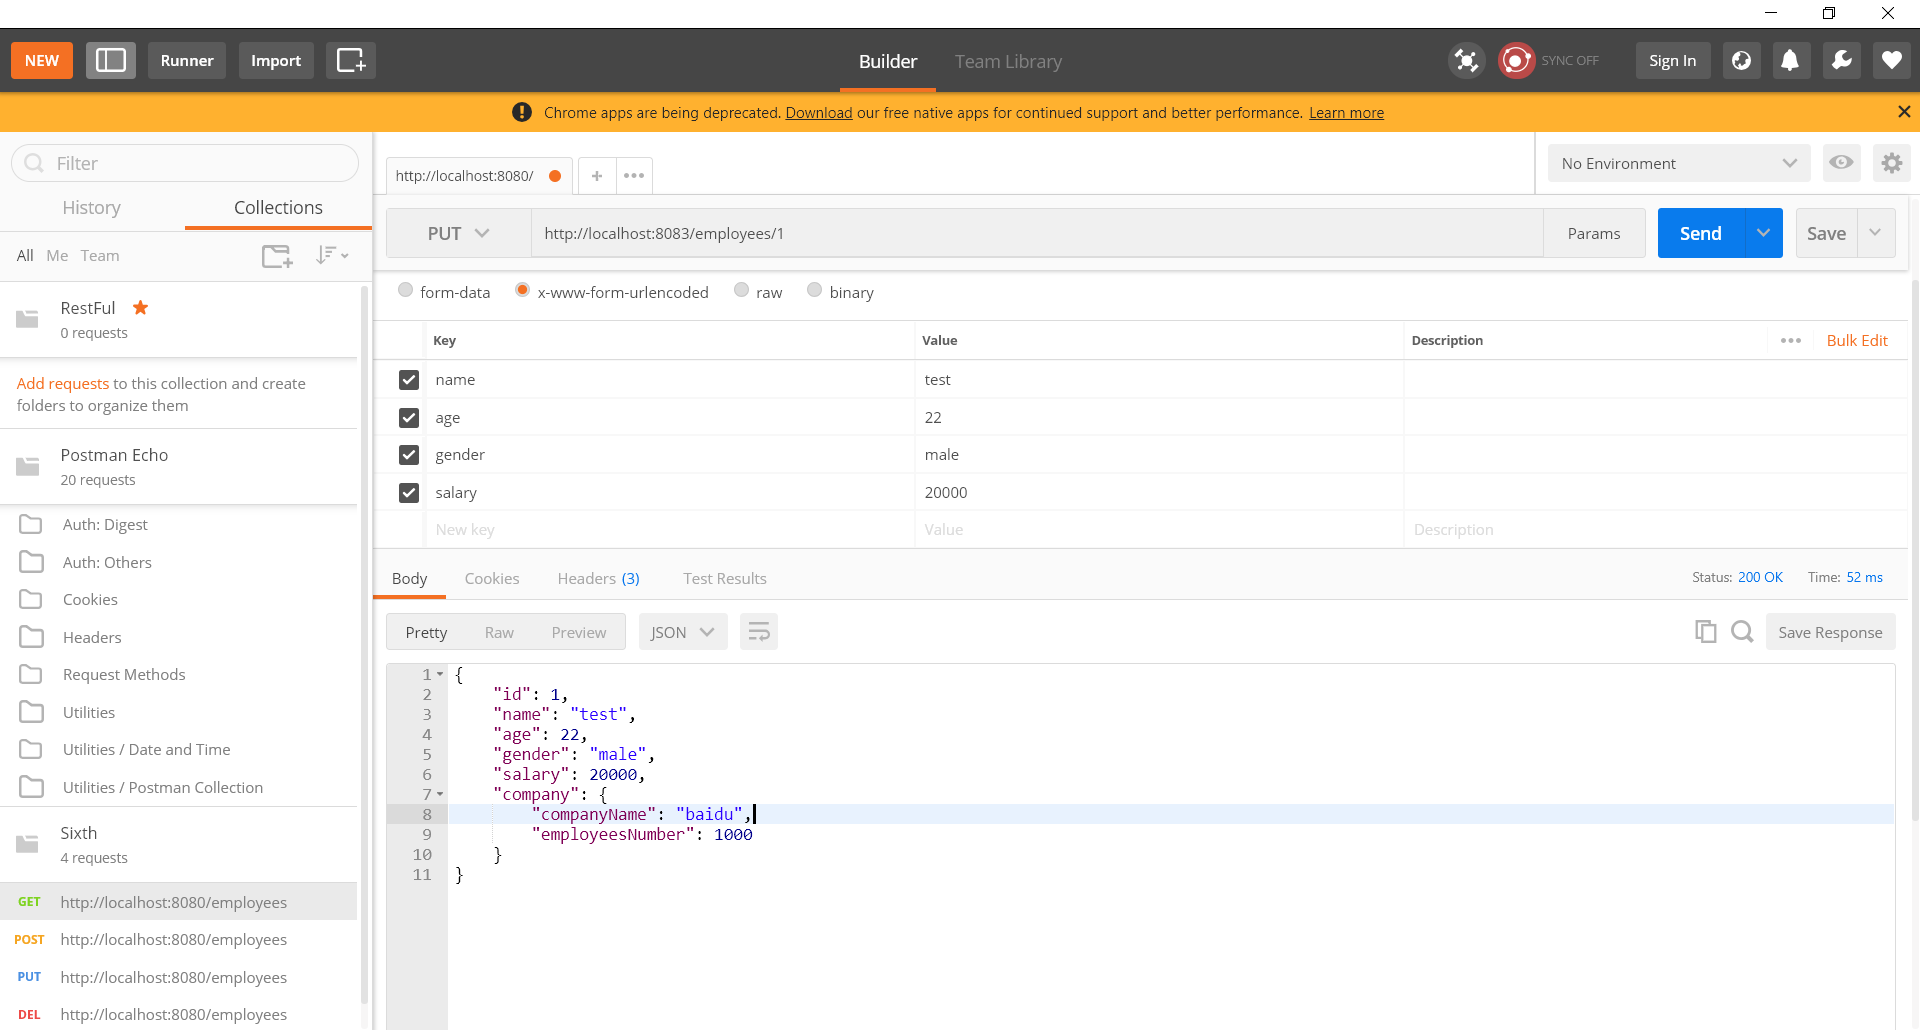 NEW
Runner
Import
Builder
Team Library
SYNC OFF
Sign In
Chrome apps are being deprecated. Download our free native apps for continued support and better performance. Learn more
Filter
History
Collections
All Me Team
RestFul
0 requests
Add requests to this collection and create
folders to organize them
Postman Echo
20 requests
Auth: Digest
Auth: Others
Cookies
Headers
Request Methods
Utilities
Utilities / Date and Time
Utilities / Postman Collection
Sixth
4 requests
GET http://localhost:8080/employees
POST http://localhost:8080/employees
PUT http://localhost:8080/employees
DEL http://localhost:8080/employees
http://localhost:8080/
No Environment
PUT
http://localhost:8083/employees/1
Params
Send
Save
form-data
x-www-form-urlencoded
raw
binary
Key Value Description Bulk Edit
name test
age 22
gender male
salary 20000
New key Value Description
Body Cookies Headers (3) Test Results
Status: 200 OK Time: 52 ms
Pretty Raw Preview JSON
Save Response
1 {
2 "id": 1,
3 "name": "test",
4 "age": 22,
5 "gender": "male",
6 "salary": 20000,
7 "company": {
8 "companyName": "baidu",
9 "employeesNumber": 1000
10 }
11 }